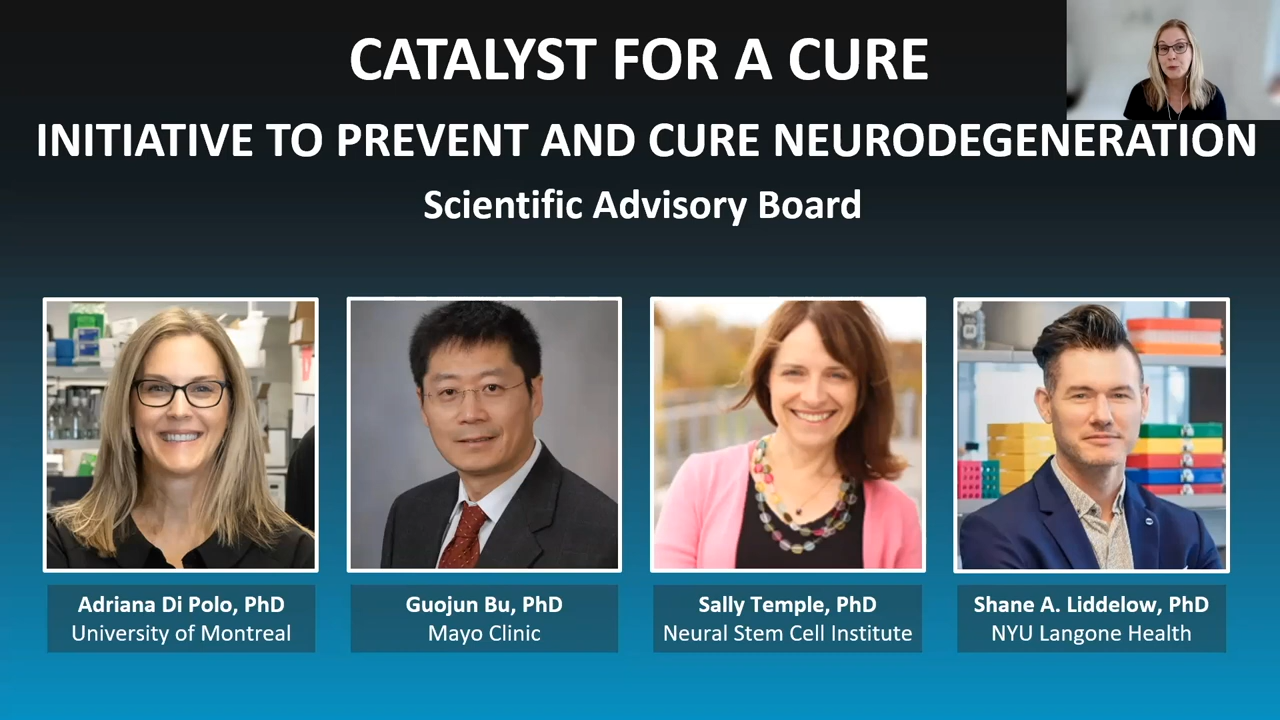 CATALYST FOR A CURE
INITIATIVE TO PREVENT AND CURE NEURODEGENERATION
Scientific Advisory Board
Adriana Di Polo, PhD
University of Montreal
Guojun Bu, PhD
Mayo Clinic
Sally Temple, PhD
Neural Stem Cell Institute
Shane A. Liddelow, PhD
NYU Langone Health